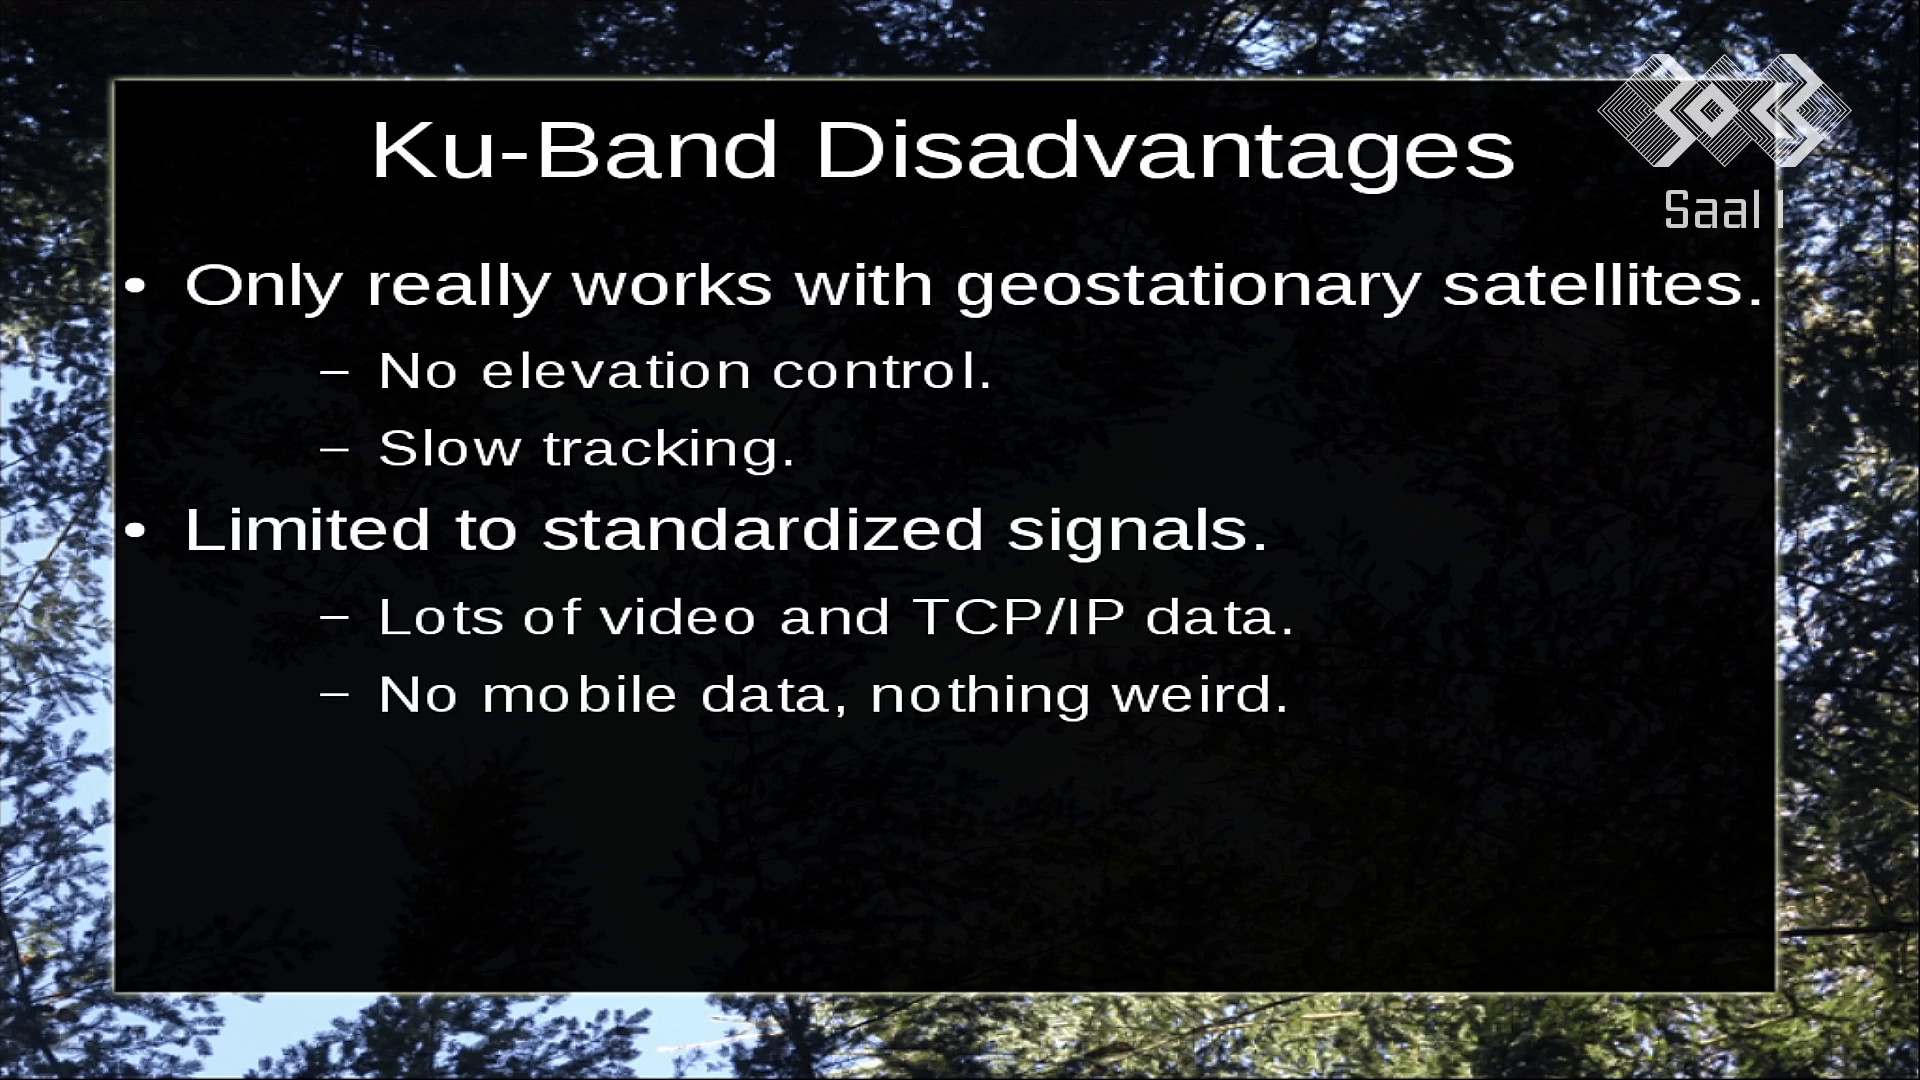 Ku-Band Disadvantages
Saal 1
• Only really works with geostationary satellites.
– No elevation control.
– Slow tracking.
• Limited to standardized signals.
– Lots of video and TCP/IP data.
– No mobile data, nothing weird.